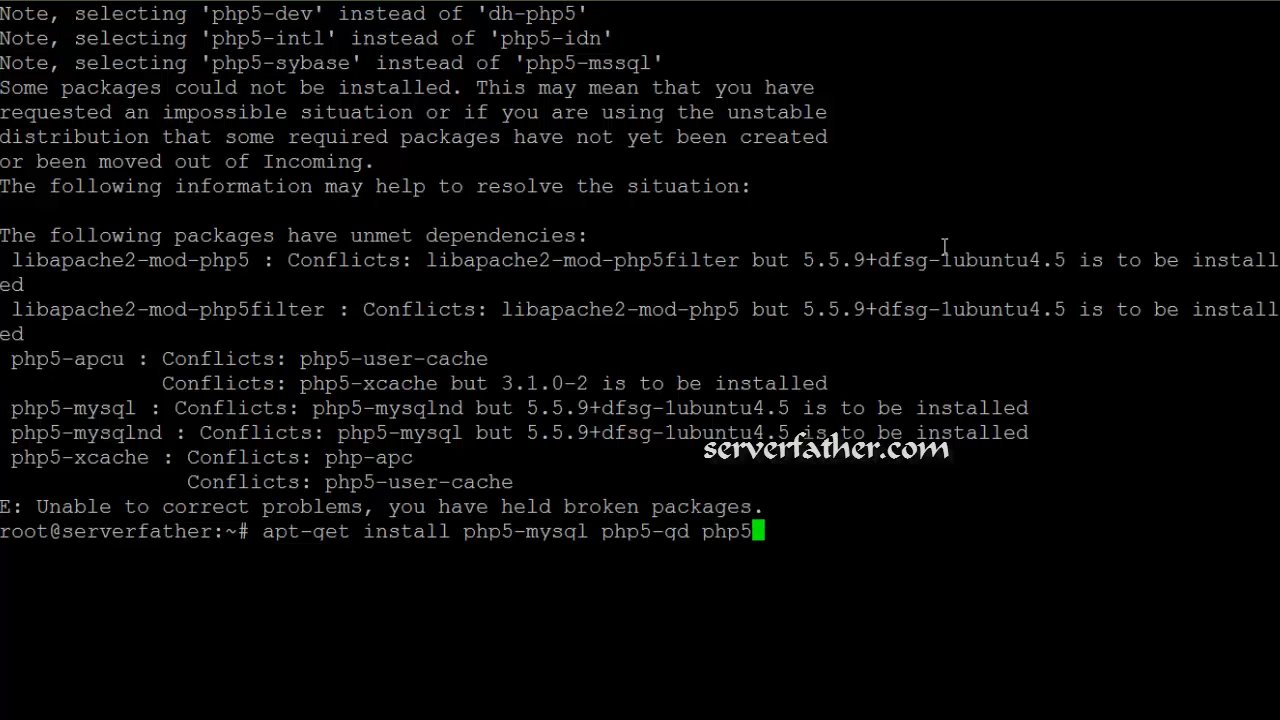 Note, selecting 'php5-dev' instead of 'dh-php5'
Note, selecting 'php5-intl' instead of 'php5-idn'
Note, selecting 'php5-sybase' instead of 'php5-mssql'
Some packages could not be installed. This may mean that you have
requested an impossible situation or if you are using the unstable
distribution that some required packages have not yet been created
or been moved out of Incoming.
The following information may help to resolve the situation:

The following packages have unmet dependencies:
 libapache2-mod-php5 : Conflicts: libapache2-mod-php5filter but 5.5.9+dfsg-1ubuntu4.5 is to be install
ed
 libapache2-mod-php5filter : Conflicts: libapache2-mod-php5 but 5.5.9+dfsg-1ubuntu4.5 is to be install
ed
 php5-apcu : Conflicts: php5-user-cache
             Conflicts: php5-xcache but 3.1.0-2 is to be installed
 php5-mysql : Conflicts: php5-mysqlnd but 5.5.9+dfsg-1ubuntu4.5 is to be installed
 php5-mysqlnd : Conflicts: php5-mysql but 5.5.9+dfsg-1ubuntu4.5 is to be installed
serverfather.com
 php5-xcache : Conflicts: php-apc
               Conflicts: php5-user-cache
E: Unable to correct problems, you have held broken packages.
root@serverfather:~# apt-get install php5-mysql php5-gd php5